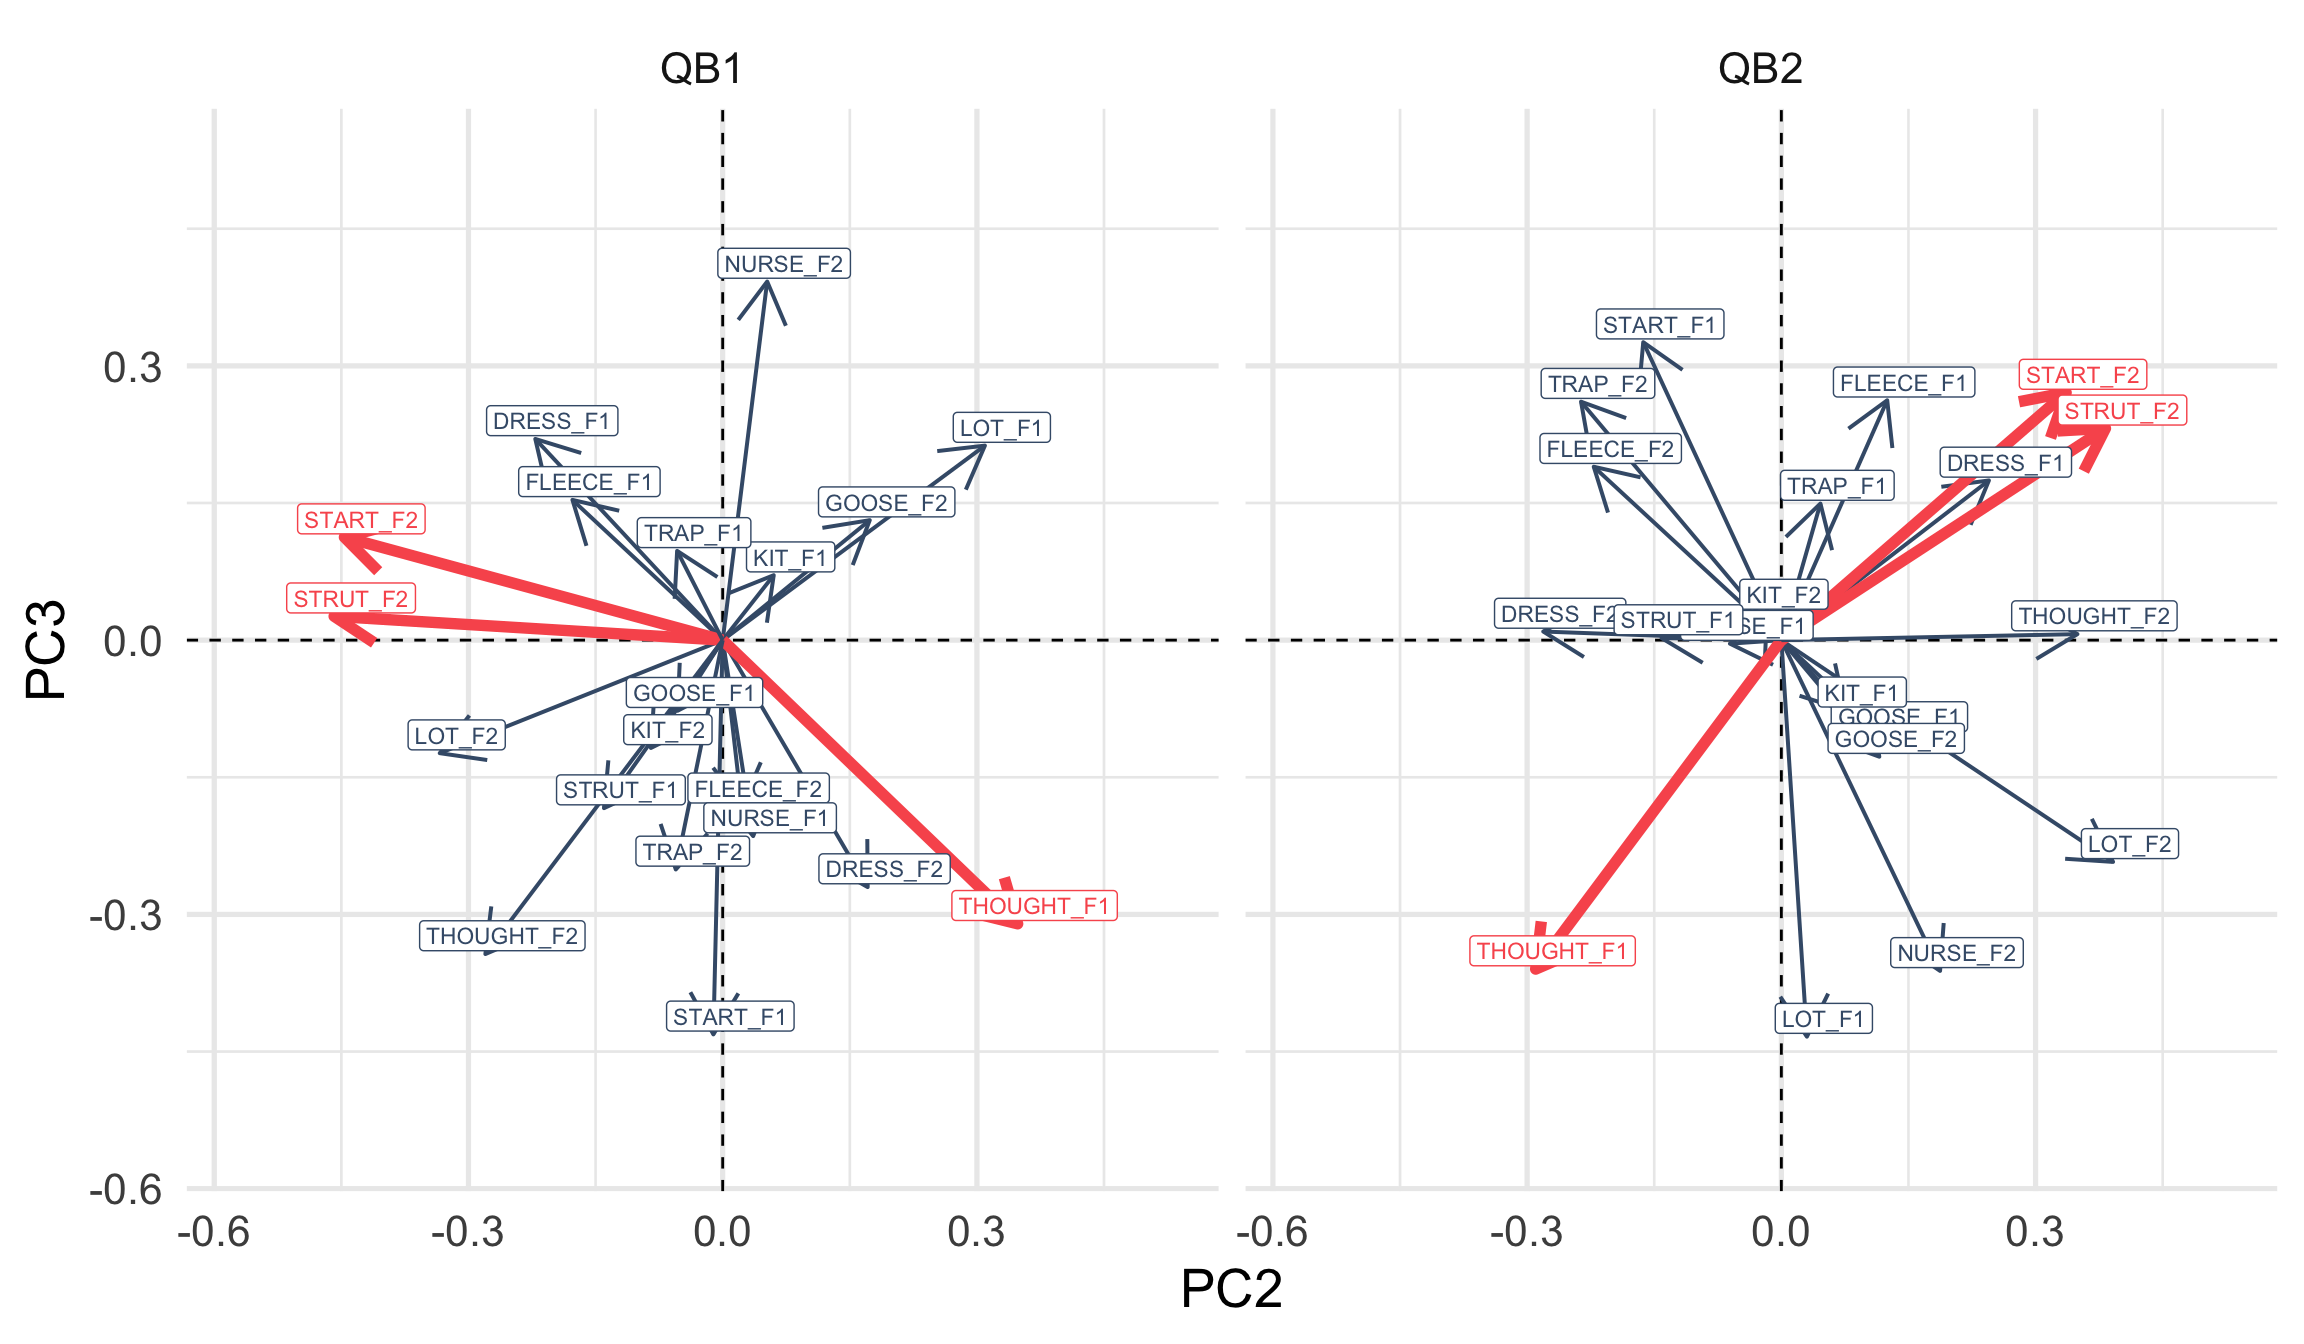 QB1
QB2
PC3
0.3
0.0
-0.3
-0.6
NURSE_F2
DRESS_F1
LOT_F1
FLEECE_F1
GOOSE_F2
START_F2
TRAP_F1
KIT_F1
STRUT_F2
GOOSE_F1
KIT_F2
LOT_F2
STRUT_F1
FLEECE_F2
NURSE_F1
TRAP_F2
DRESS_F2
THOUGHT_F1
THOUGHT_F2
START_F1
START_F1
TRAP_F2
FLEECE_F1
START_F2
STRUT_F2
FLEECE_F2
DRESS_F1
TRAP_F1
KIT_F2
DRESS_F2
STRUT_F1
SE_F1
THOUGHT_F2
KIT_F1
GOOSE_F1
GOOSE_F2
LOT_F2
THOUGHT_F1
NURSE_F2
LOT_F1
-0.6
-0.3
0.0
0.3
-0.6
-0.3
0.0
0.3
PC2